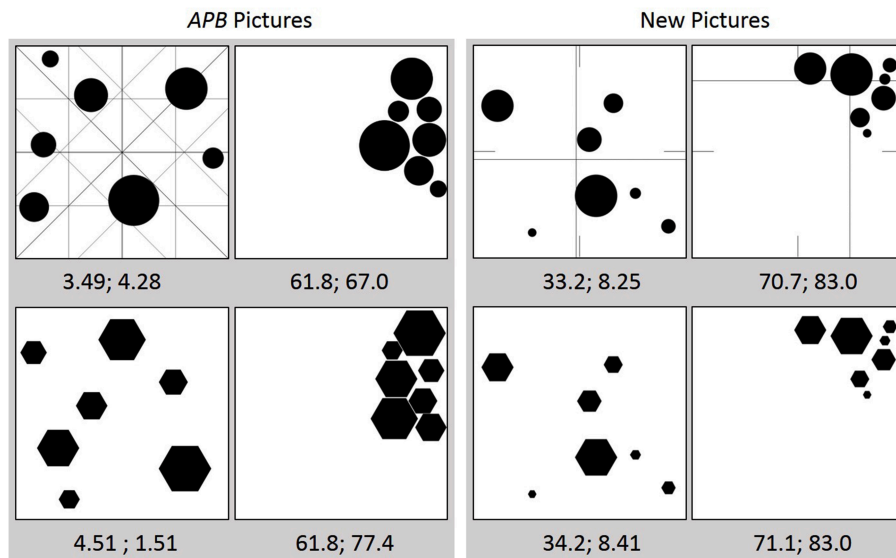 APB Pictures New Pictures
3.49; 4.28 61.8; 67.0 33.2; 8.25 70.7; 83.0
4.51 ; 1.51 61.8; 77.4 34.2; 8.41 71.1; 83.0